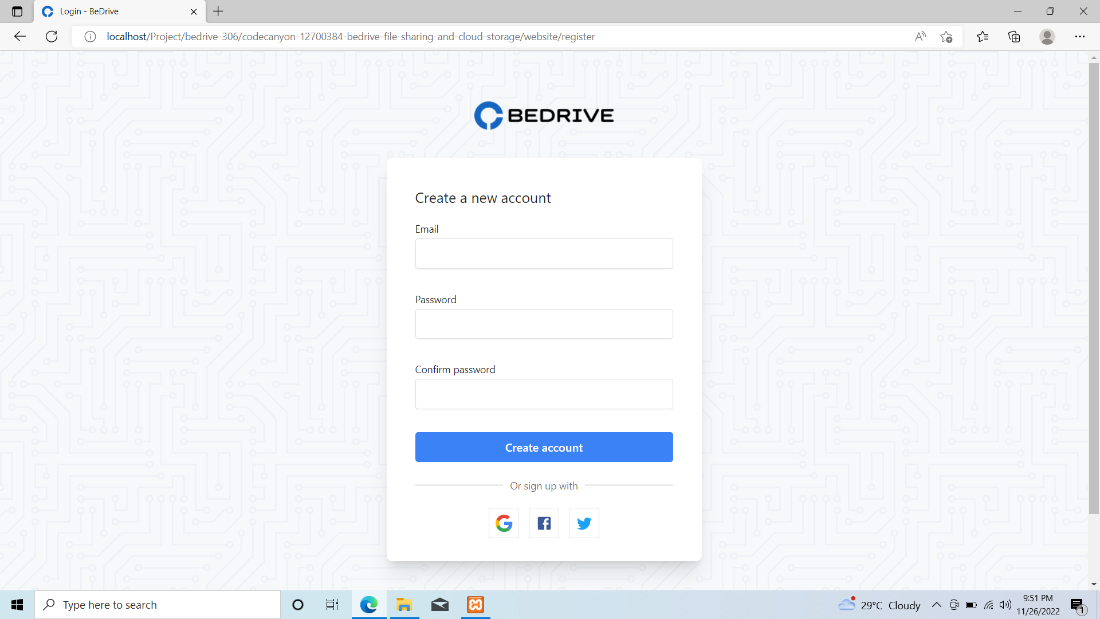 Login - BeDrive
localhost/Project/bedrive-306/codecanyon-12700384-bedrive-file-sharing-and-cloud-storage/website/register
BEDRIVE
Create a new account
Email
Password
Confirm password
Create account
Or sign up with
Type here to search
29°C Cloudy
9:51 PM
11/26/2022
1